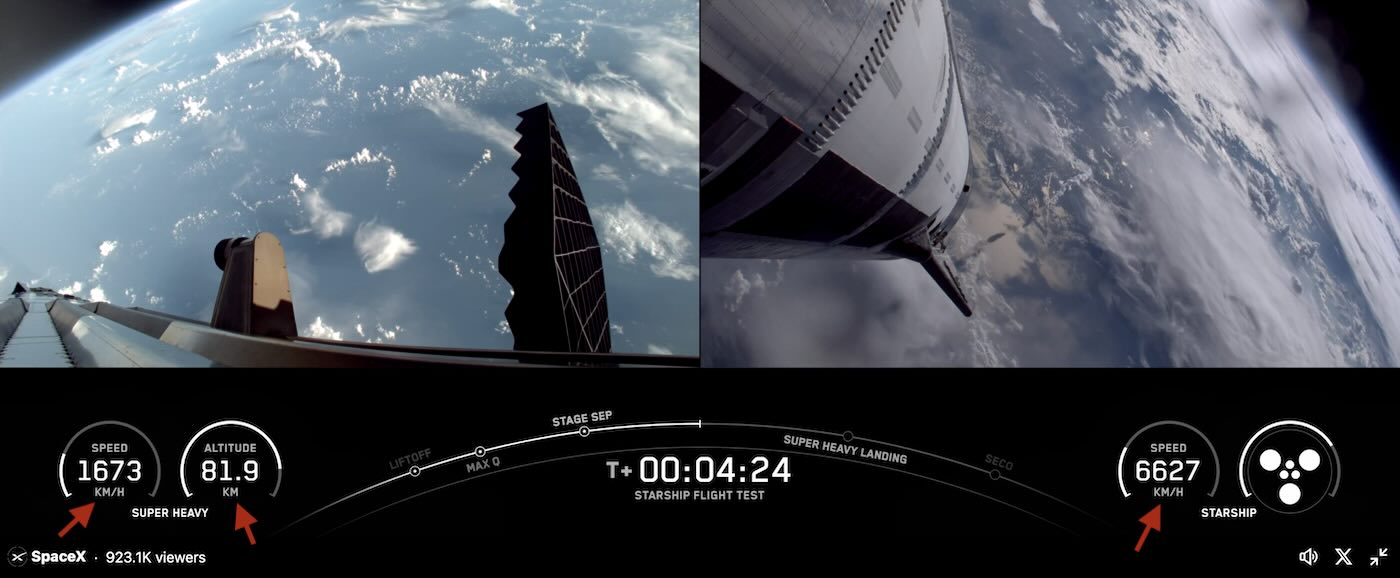 STAGE SEP
LIFTOFF
MAX Q
SUPER HEAVY LANDING
SECO
SPEED
1673
KM/H
ALTITUDE
81.9
KM
SUPER HEAVY
T+00:04:24
STARSHIP FLIGHT TEST
SPEED
6627
KM/H
STARSHIP
SpaceX · 923.1K viewers